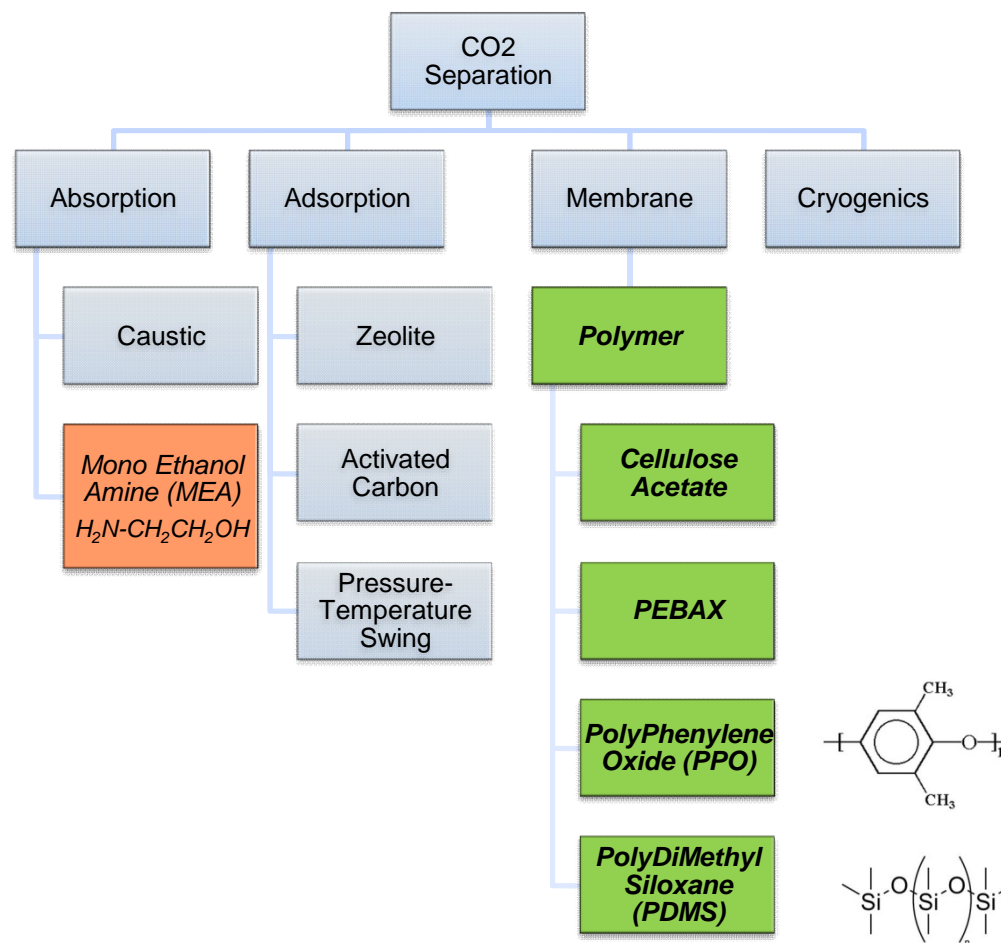 CO2
Separation
Absorption
Adsorption
Membrane
Cryogenics
Caustic
Zeolite
Polymer
Mono Ethanol
Amine (MEA)
H₂N-CH₂CH₂OH
Activated
Carbon
Cellulose
Acetate
Pressure-
Temperature
Swing
PEBAX
PolyPhenylene
Oxide (PPO)
CH₃
O
CH₃
PolyDiMethyl
Siloxane
(PDMS)
Si O Si O Si
n